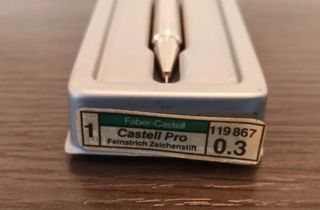 1
Faber-Castell
Castell Pro
Feinstrich Zeichenstift
119 867
0.3